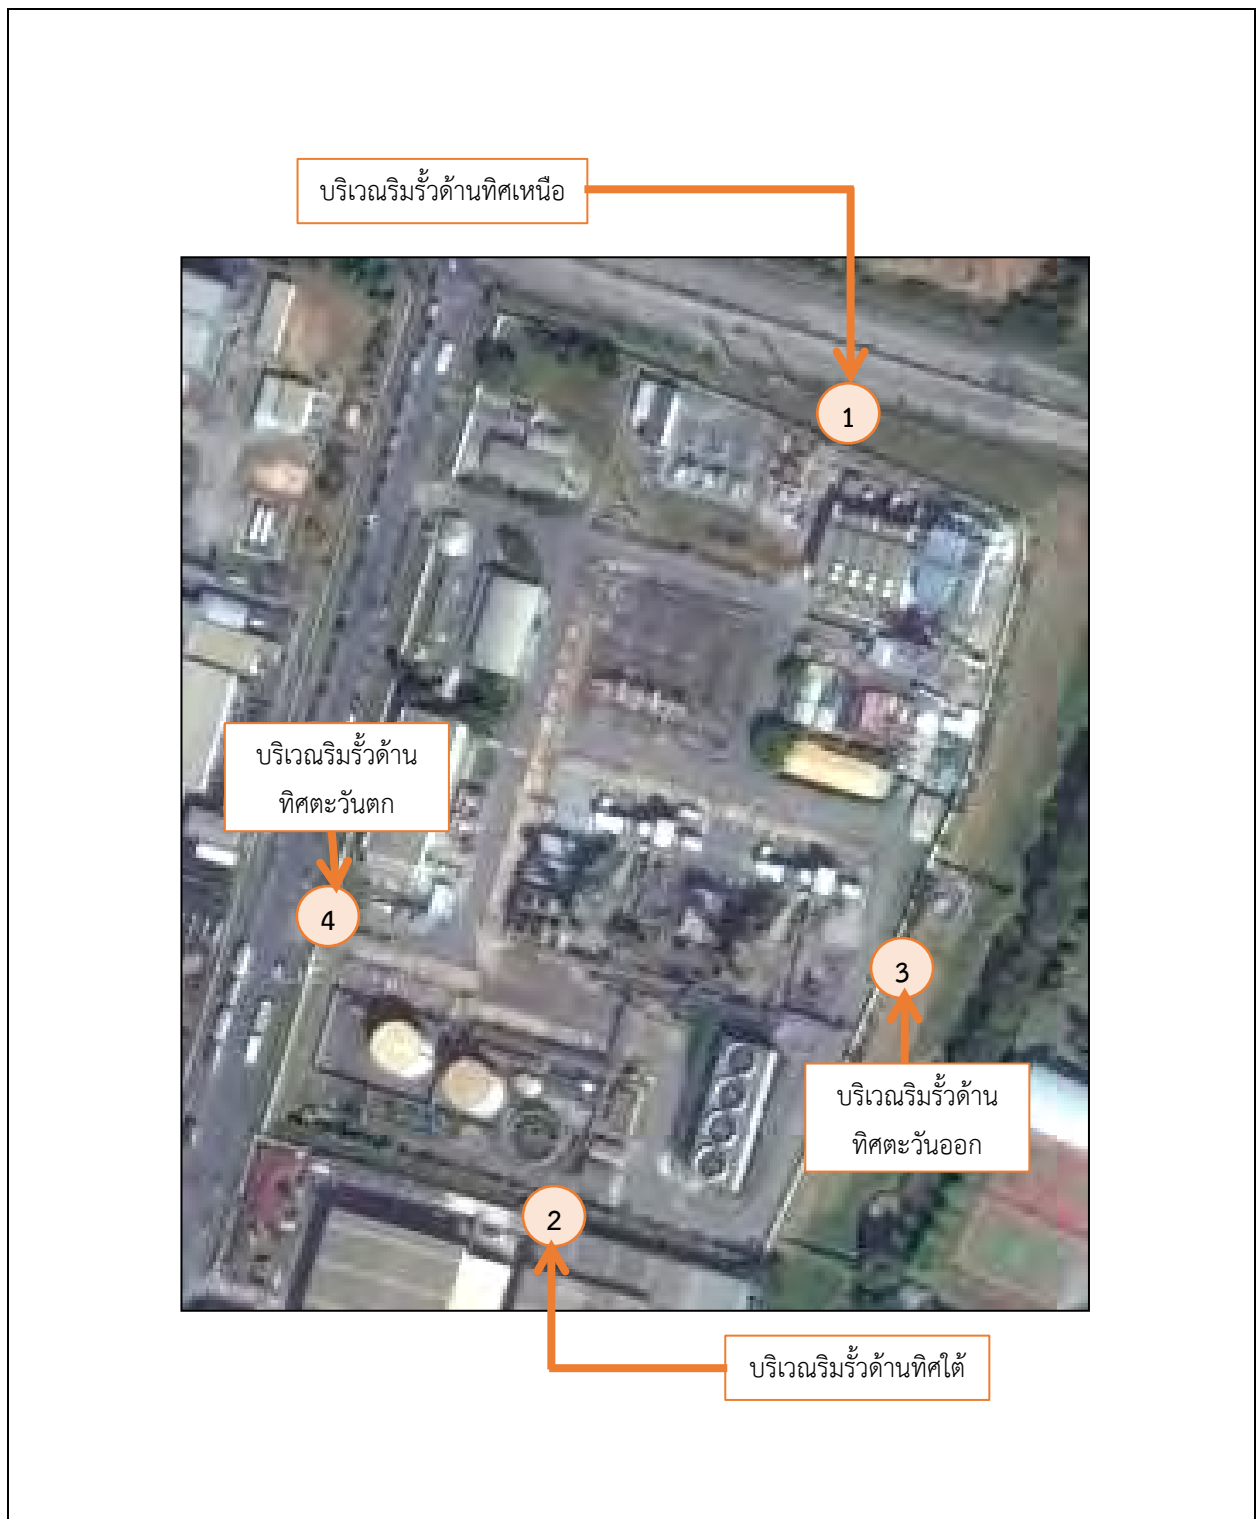 บริเวณริมรั้วด้านทิศเหนือ
1
บริเวณริมรั้วด้าน
ทิศตะวันตก
4
3
บริเวณริมรั้วด้าน
ทิศตะวันออก
2
บริเวณริมรั้วด้านทิศใต้